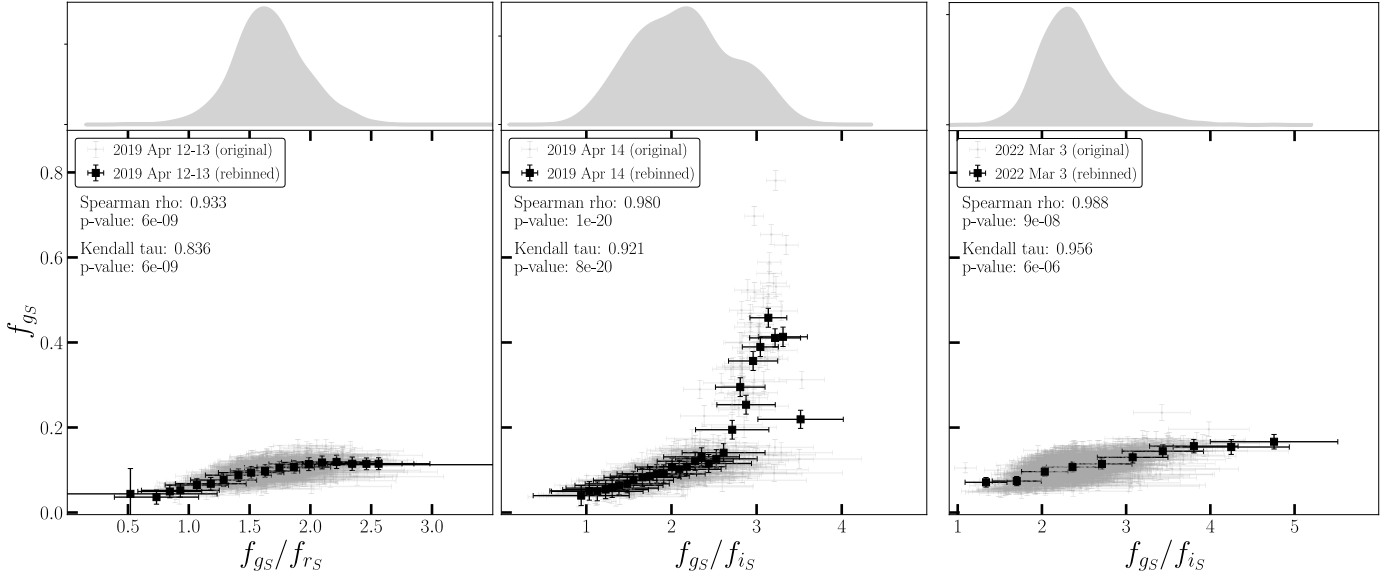 2019 Apr 12-13 (original)
2019 Apr 12-13 (rebinned)
Spearman rho: 0.933
p-value: 6e-09
Kendall tau: 0.836
p-value: 6e-09
0.8
0.6
0.4
0.2
0.0
f_{g_S}
0.5 1.0 1.5 2.0 2.5 3.0
f_{g_S}/f_{r_S}
2019 Apr 14 (original)
2019 Apr 14 (rebinned)
Spearman rho: 0.980
p-value: 1e-20
Kendall tau: 0.921
p-value: 8e-20
1 2 3 4
f_{g_S}/f_{i_S}
2022 Mar 3 (original)
2022 Mar 3 (rebinned)
Spearman rho: 0.988
p-value: 9e-08
Kendall tau: 0.956
p-value: 6e-06
1 2 3 4 5
f_{g_S}/f_{i_S}